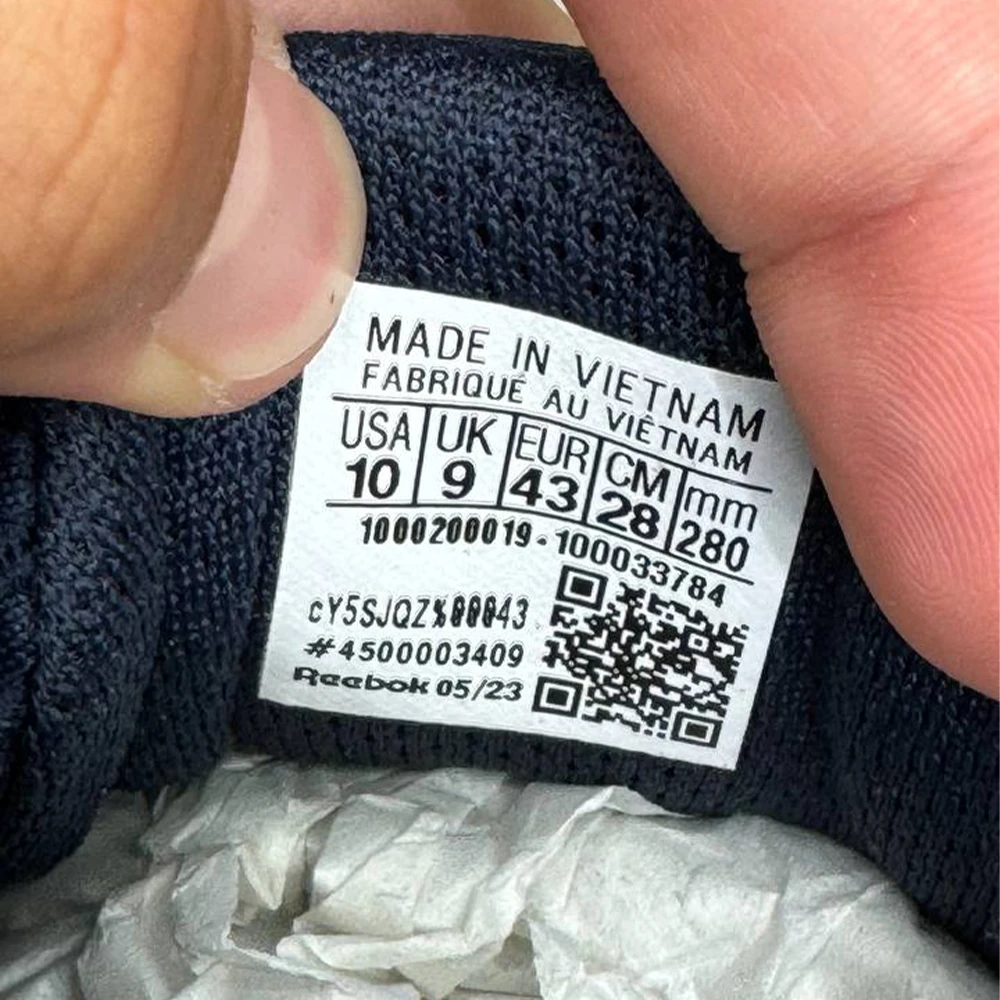 MADE IN VIETNAM
FABRIQUÉ AU VIÊTNAM
USA UK EUR CM mm
10 9 43 28 280
1000200019-100033784
#4500003409
Reebok 05/23